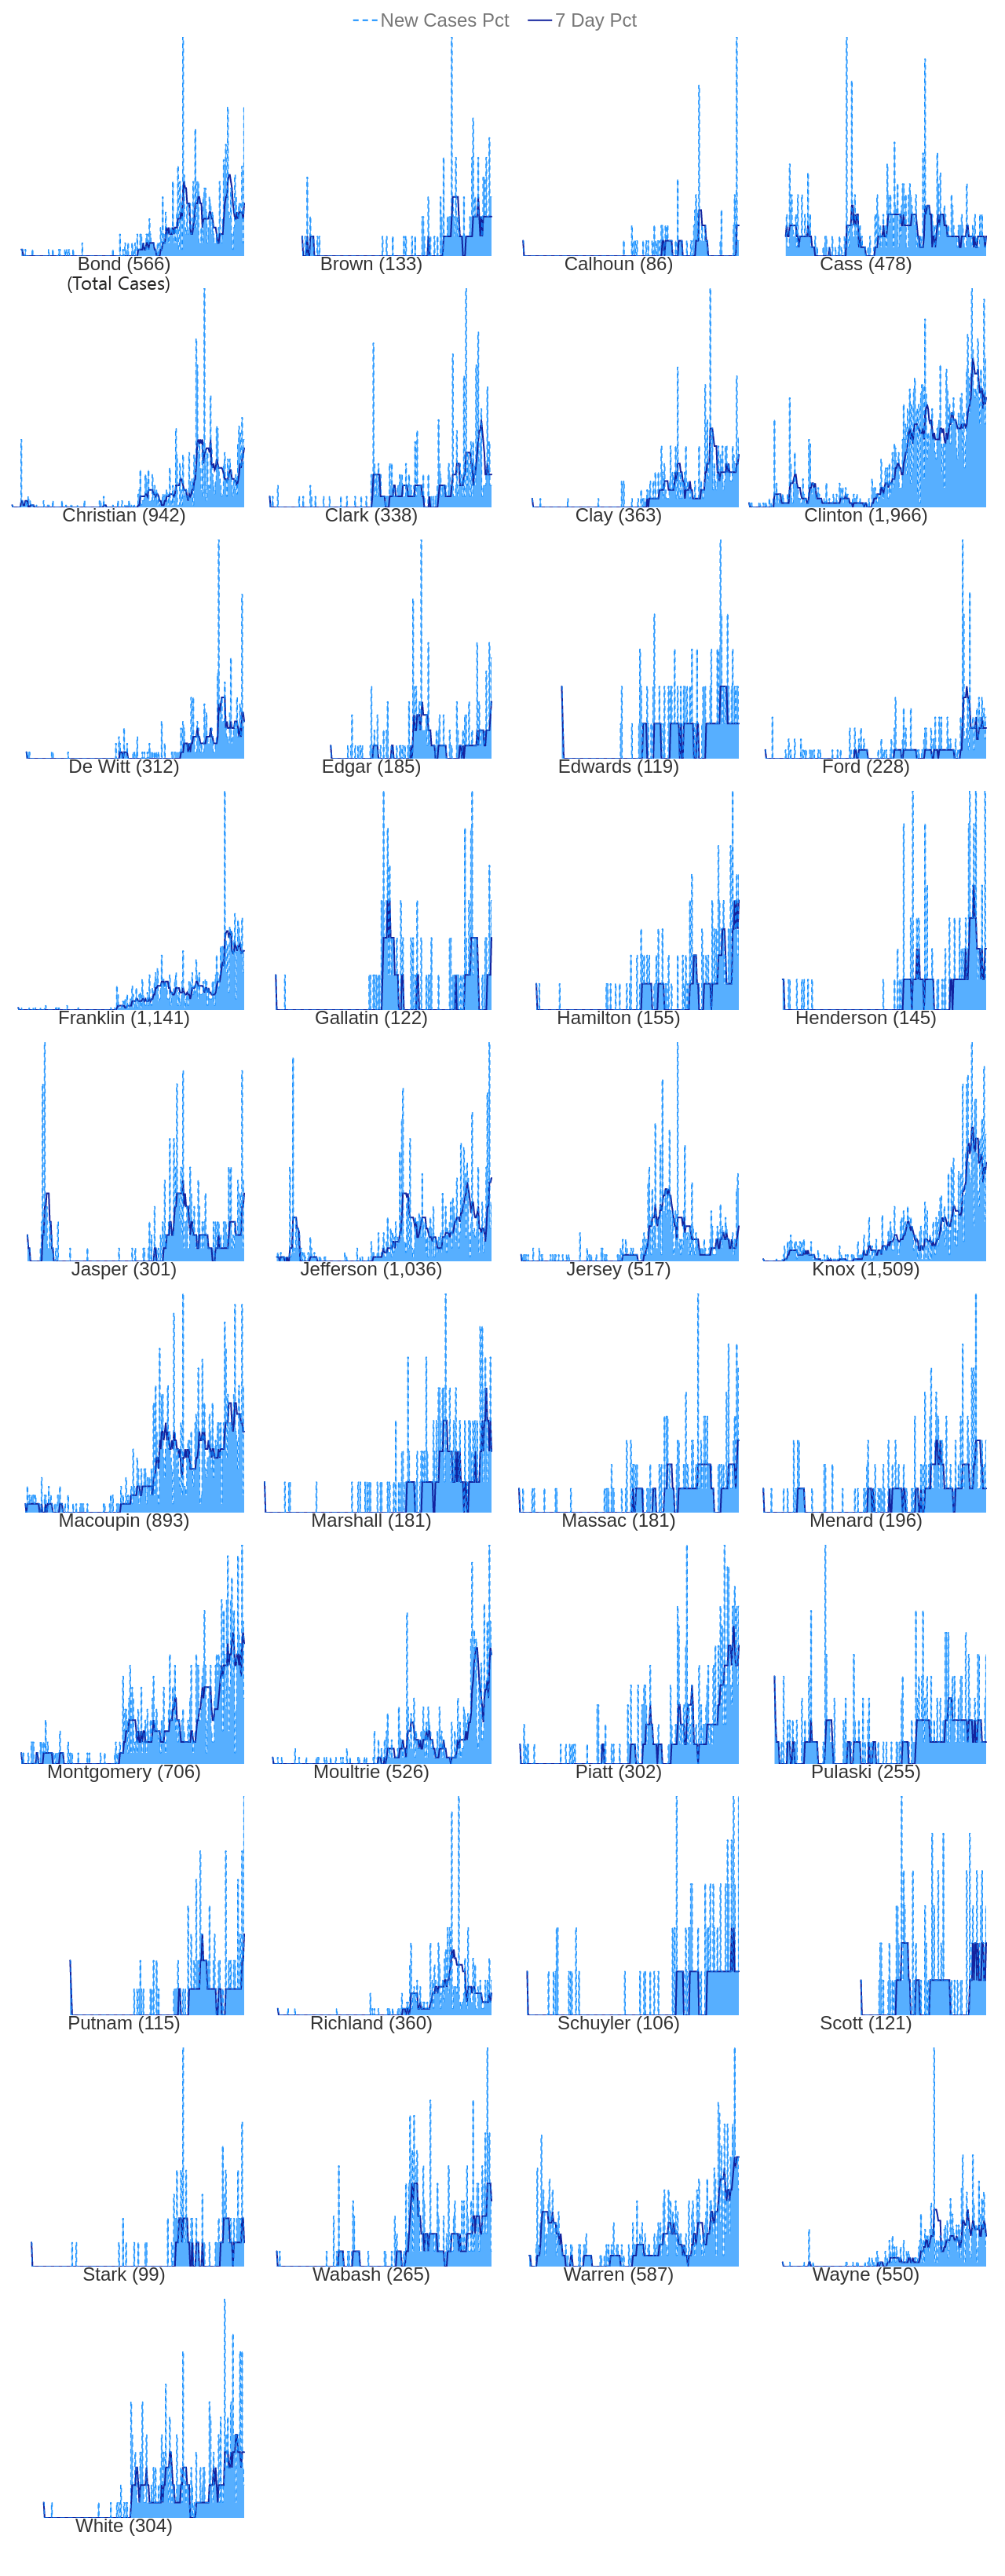 New Cases Pct 7 Day Pct
Bond (566) Brown (133) Calhoun (86) Cass (478)
(Total Cases)
Christian (942) Clark (338) Clay (363) Clinton (1,966)
De Witt (312) Edgar (185) Edwards (119) Ford (228)
Franklin (1,141) Gallatin (122) Hamilton (155) Henderson (145)
Jasper (301) Jefferson (1,036) Jersey (517) Knox (1,509)
Macoupin (893) Marshall (181) Massac (181) Menard (196)
Montgomery (706) Moultrie (526) Piatt (302) Pulaski (255)
Putnam (115) Richland (360) Schuyler (106) Scott (121)
Stark (99) Wabash (265) Warren (587) Wayne (550)
White (304)